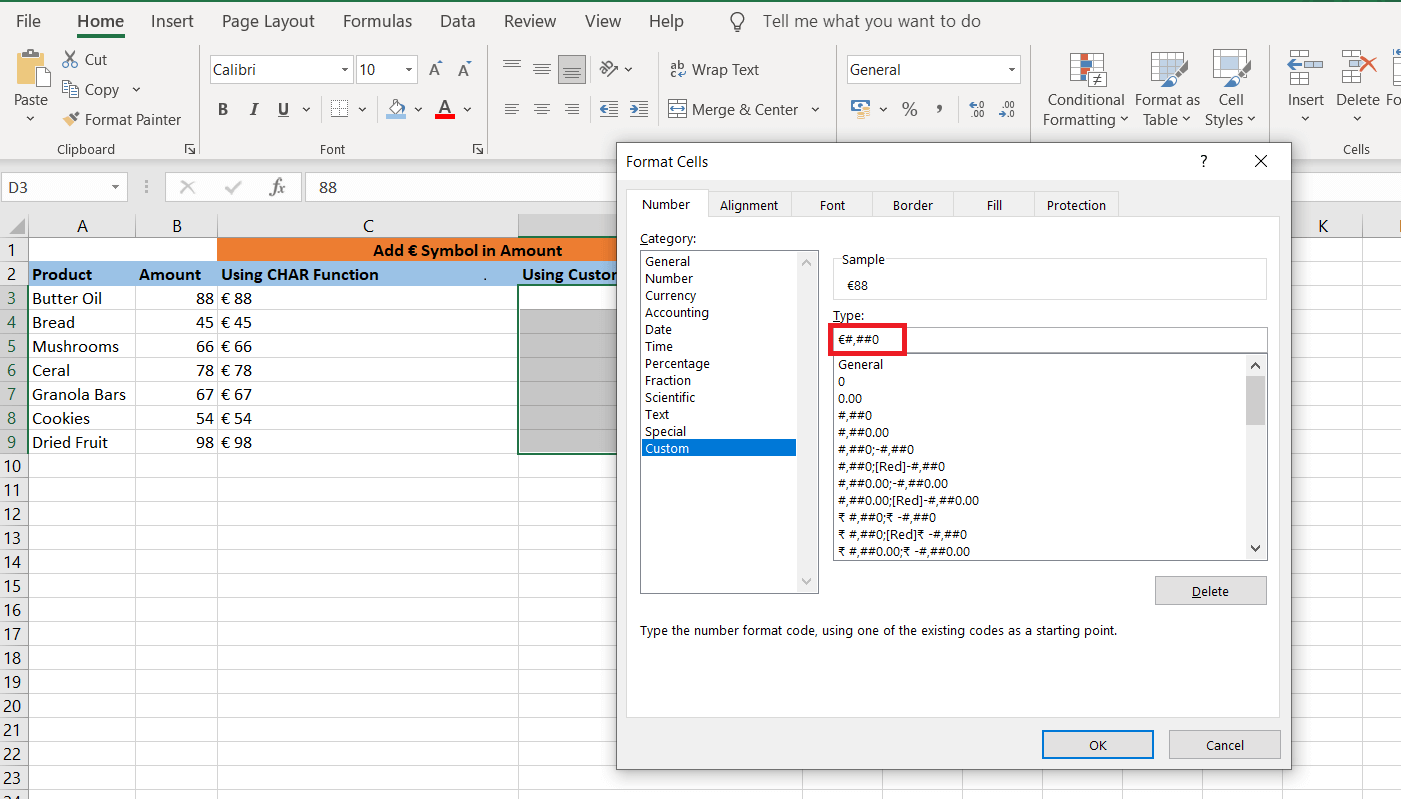 File Home Insert Page Layout Formulas Data Review View Help Tell me what you want to do
Cut
Copy
Format Painter
Paste
Clipboard
Calibri 10 A A
B I U A
Font
ab Wrap Text
Merge & Center
General
% , .00 .00
Conditional Formatting
Format as Table
Cell Styles
Insert Delete Fo
Cells
D3 fx 88
A B C K
1 Add € Symbol in Amount
2 Product Amount Using CHAR Function . Using Custon
3 Butter Oil 88 € 88
4 Bread 45 € 45
5 Mushrooms 66 € 66
6 Ceral 78 € 78
7 Granola Bars 67 € 67
8 Cookies 54 € 54
9 Dried Fruit 98 € 98
10
11
12
13
14
15
16
17
18
19
20
21
22
23
Format Cells ?
Number Alignment Font Border Fill Protection
Category:
General
Number
Currency
Accounting
Date
Time
Percentage
Fraction
Scientific
Text
Special
Custom
Sample
€88
Type:
€#,##0
General
0
0.00
#,##0
#,##0.00
#,##0;-#,##0
#,##0;[Red]-#,##0
#,##0.00;-#,##0.00
#,##0.00;[Red]-#,##0.00
₹ #,##0;₹ -#,##0
₹ #,##0;[Red]₹ -#,##0
₹ #,##0.00;₹ -#,##0.00
Delete
Type the number format code, using one of the existing codes as a starting point.
OK Cancel